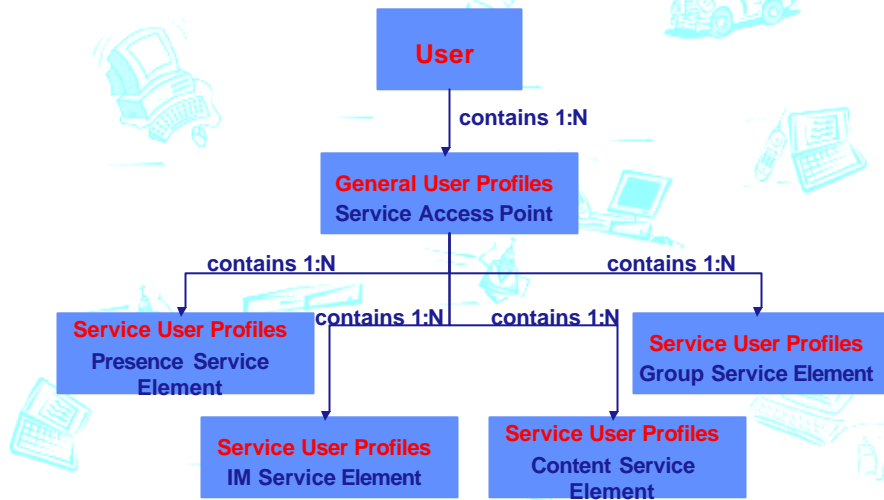 User
contains 1:N
General User Profiles
Service Access Point
contains 1:N
contains 1:N
contains 1:N
contains 1:N
Service User Profiles
Presence Service
Element
Service User Profiles
Group Service Element
Service User Profiles
IM Service Element
Service User Profiles
Content Service
Element